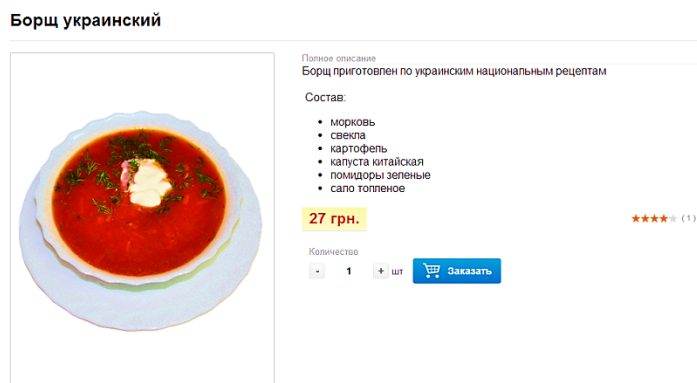 Борщ украинский
Полное описание
Борщ приготовлен по украинским национальным рецептам
Состав:
морковь
свекла
картофель
капуста китайская
помидоры зеленые
сало топленое
27 грн.
( 1 )
Количество
- 1 + шт Заказать